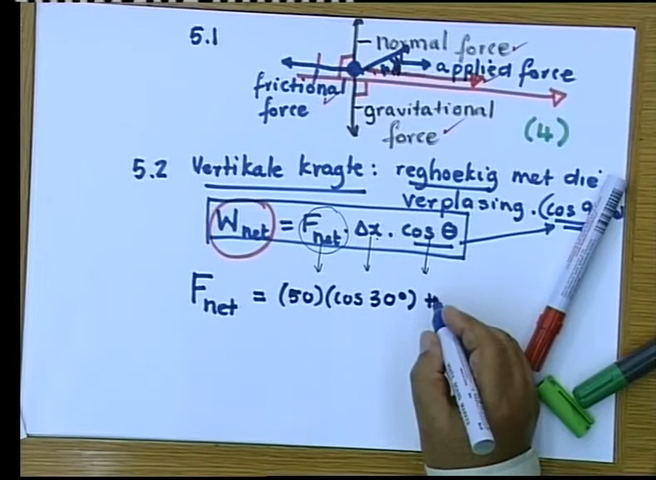 5.1
normal force
applied force
frictional force
gravitational force
(4)
5.2 Vertikale kragte: reghoekig met die
verplasing. (cos
Wnet = Fnet. Δx. cos θ
Fnet = (50)(cos 30°) +